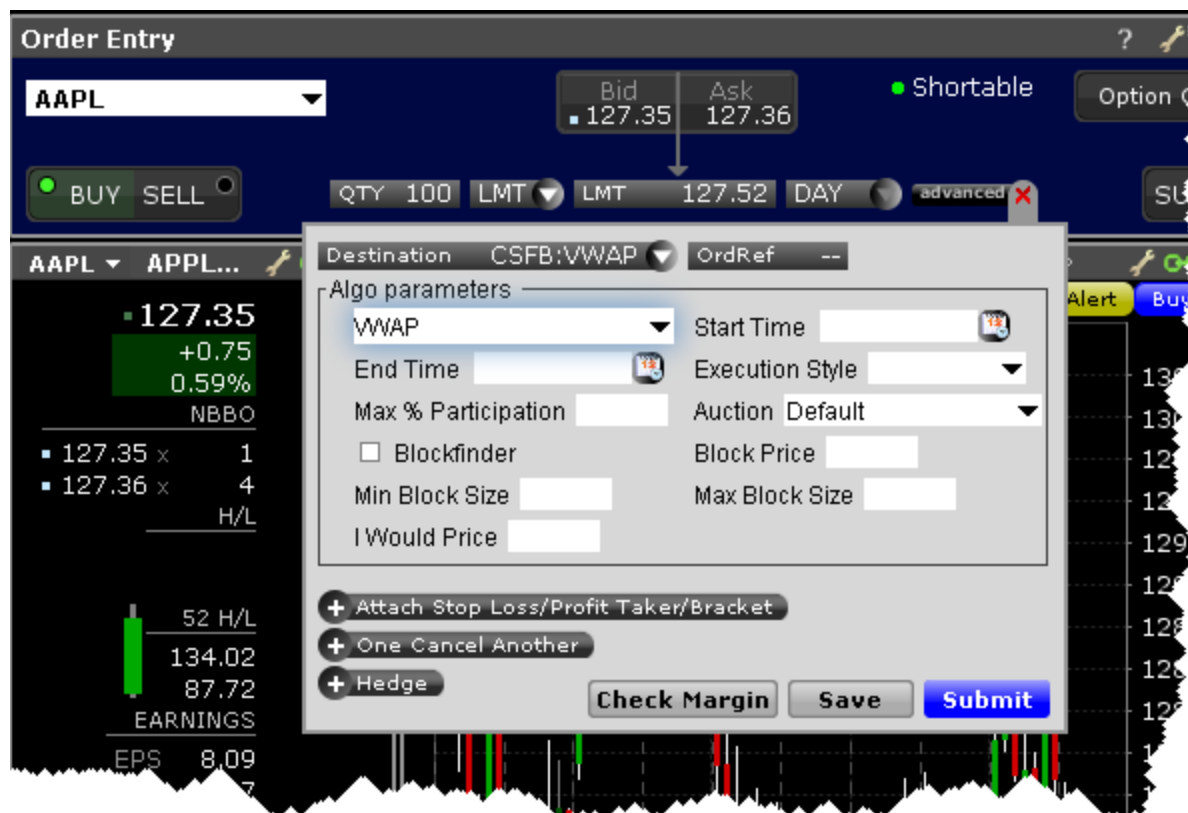 Order Entry ?
AAPL
Bid Ask
127.35 127.36
Shortable
Option
BUY SELL
QTY 100 LMT LMT 127.52 DAY advanced
AAPL APPL...
Destination CSFB:VWAP OrdRef --
Alert Buy
Algo parameters
VWAP Start Time
End Time Execution Style
Max % Participation Auction Default
Blockfinder Block Price
Min Block Size Max Block Size
I Would Price
127.35
+0.75
0.59%
NBBO
127.35 x 1
127.36 x 4
H/L
52 H/L
134.02
87.72
EARNINGS
EPS 8.09
Attach Stop Loss/Profit Taker/Bracket
One Cancel Another
Hedge
Check Margin Save Submit
129